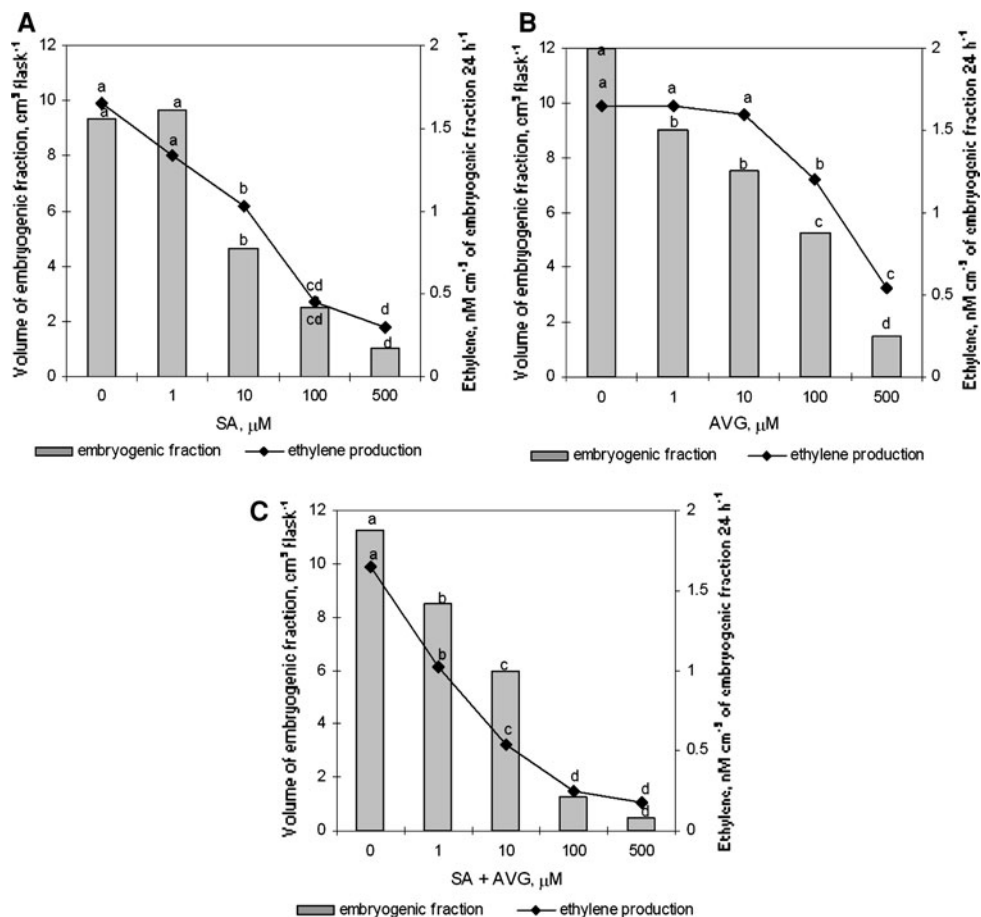 A
Volume of embryogenic fraction, cm³ flask⁻¹
12
10
8
6
4
2
0
a
a
a
a
b
b
cd
cd
d
d
2
1.5
1
0.5
0
Ethylene, nM cm⁻³ of embryogenic fraction 24 h⁻¹
0 1 10 100 500
SA, µM
embryogenic fraction ethylene production
B
Volume of embryogenic fraction, cm³ flask⁻¹
12
10
8
6
4
2
0
a
a
a
a
b
b
b
c
c
d
2
1.5
1
0.5
0
Ethylene, nM cm⁻³ of embryogenic fraction 24 h⁻¹
0 1 10 100 500
AVG, µM
embryogenic fraction ethylene production
C
Volume of embryogenic fraction, cm³ flask⁻¹
12
10
8
6
4
2
0
a
a
b
b
c
c
d
d
d
2
1.5
1
0.5
0
Ethylene, nM cm⁻³ of embryogenic fraction 24 h⁻¹
0 1 10 100 500
SA + AVG, µM
embryogenic fraction ethylene production